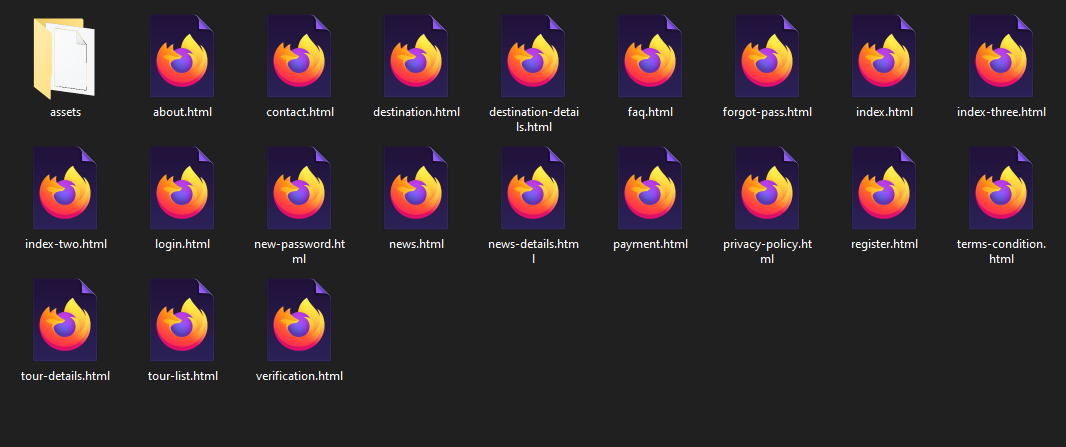 assets
about.html
contact.html
destination.html
destination-detai
ls.html
faq.html
forgot-pass.html
index.html
index-three.html
index-two.html
login.html
new-password.ht
ml
news.html
news-details.htm
l
payment.html
privacy-policy.ht
ml
register.html
terms-condition.
html
tour-details.html
tour-list.html
verification.html